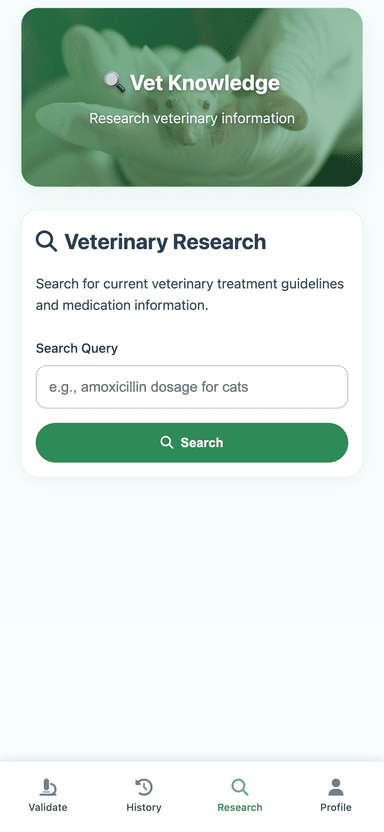 🔍 Vet Knowledge
Research veterinary information
Veterinary Research
Search for current veterinary treatment guidelines
and medication information.
Search Query
e.g., amoxicillin dosage for cats
Search
Validate
History
Research
Profile